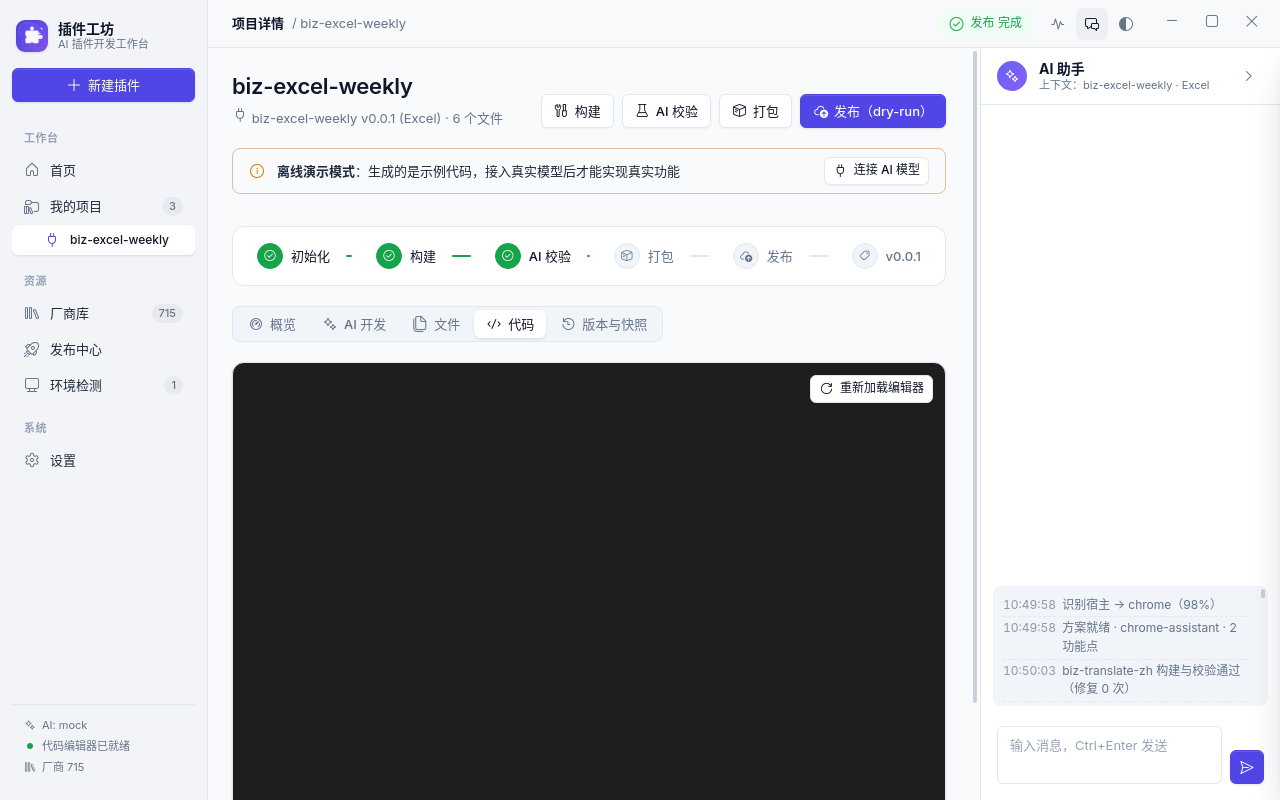 插件工坊
AI 插件开发工作台
新建插件
工作台
首页
我的项目 3
biz-excel-weekly
资源
厂商库 715
发布中心
环境检测 1
系统
设置
AI: mock
代码编辑器已就绪
厂商 715
项目详情 / biz-excel-weekly
发布 完成
biz-excel-weekly
biz-excel-weekly v0.0.1 (Excel) · 6 个文件
构建
AI 校验
打包
发布（dry-run）
离线演示模式：生成的是示例代码，接入真实模型后才能实现真实功能
连接 AI 模型
初始化
构建
AI 校验
打包
发布
v0.0.1
概览
AI 开发
文件
代码
版本与快照
重新加载编辑器
AI 助手
上下文：biz-excel-weekly · Excel
10:49:58 识别宿主 → chrome（98%）
10:49:58 方案就绪 · chrome-assistant · 2
功能点
10:50:03 biz-translate-zh 构建与校验通过
（修复 0 次）
输入消息，Ctrl+Enter 发送